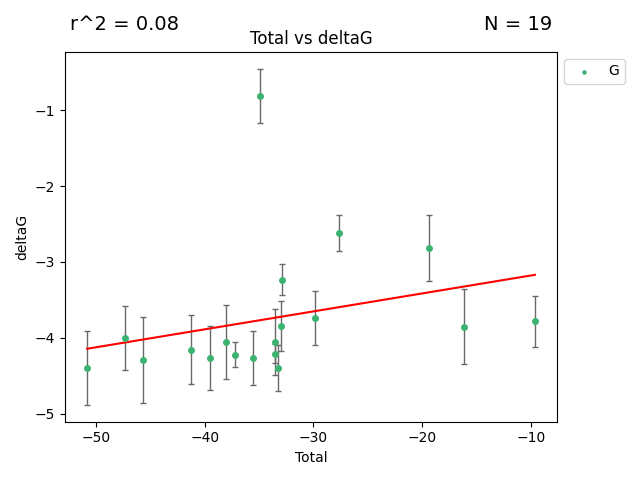 r^2 = 0.08
N = 19
Total vs deltaG
G
deltaG
−1
−2
−3
−4
−5
−50
−40
−30
−20
−10
Total